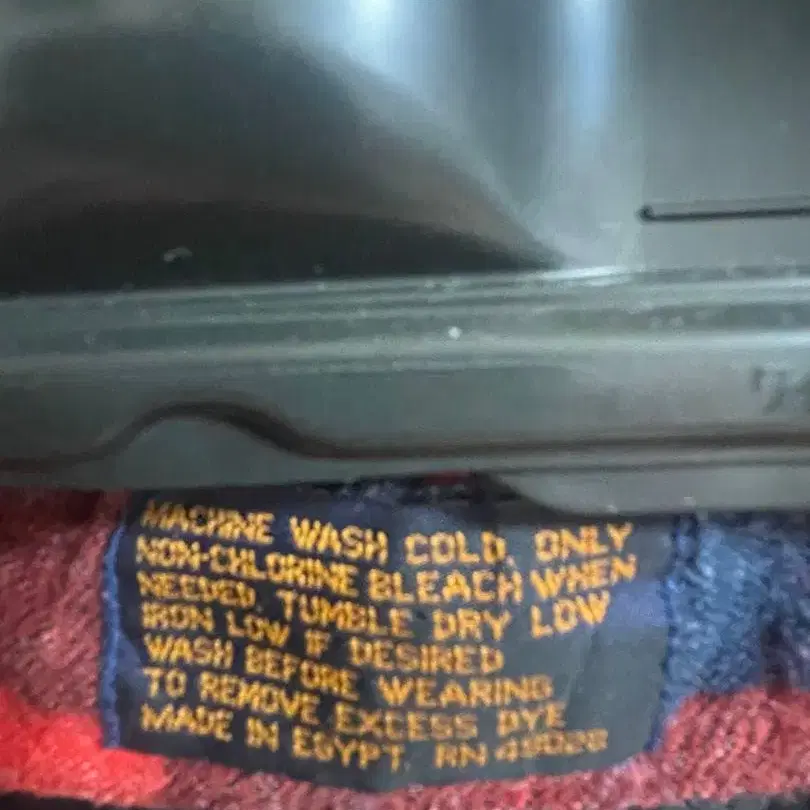 MACHINE WASH COLD, ONLY
NON-CHLORINE BLEACH WHEN
NEEDED. TUMBLE DRY LOW
IRON LOW IF DESIRED
WASH BEFORE WEARING
TO REMOVE EXCESS DYE
MADE IN EGYPT. RN